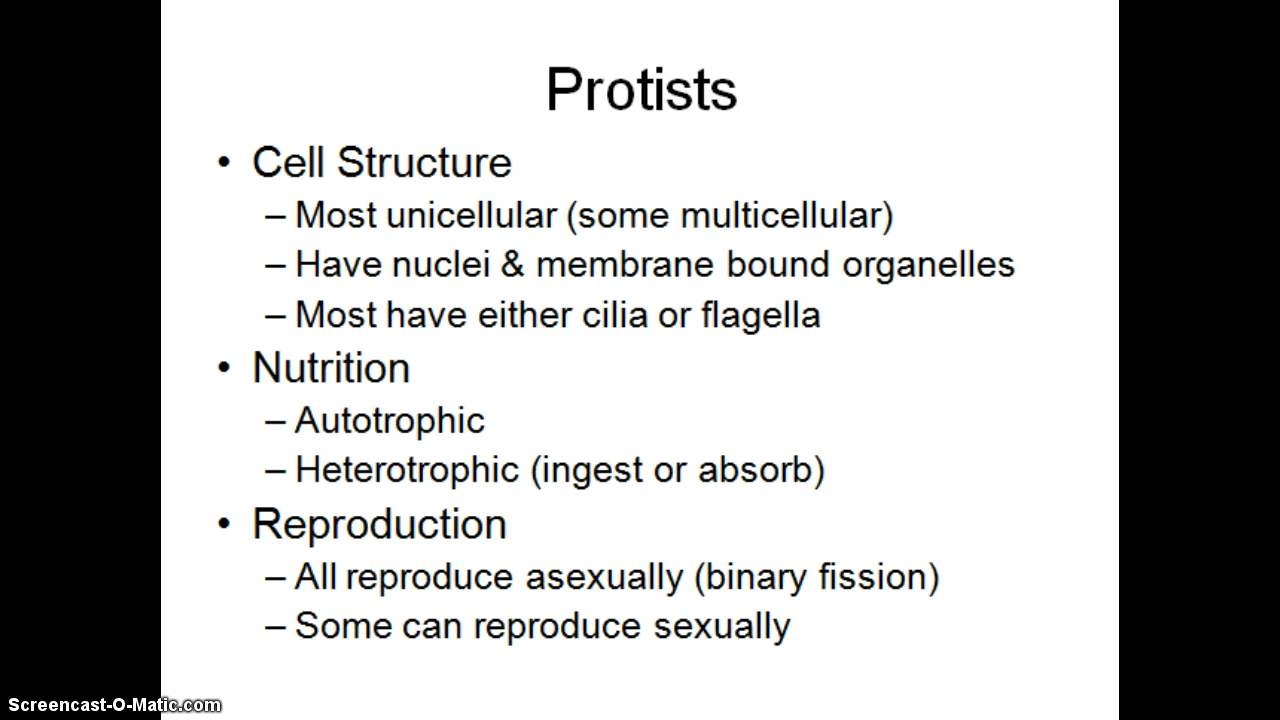 Protists
• Cell Structure
– Most unicellular (some multicellular)
– Have nuclei & membrane bound organelles
– Most have either cilia or flagella
• Nutrition
– Autotrophic
– Heterotrophic (ingest or absorb)
• Reproduction
– All reproduce asexually (binary fission)
– Some can reproduce sexually
Screencast-O-Matic.com